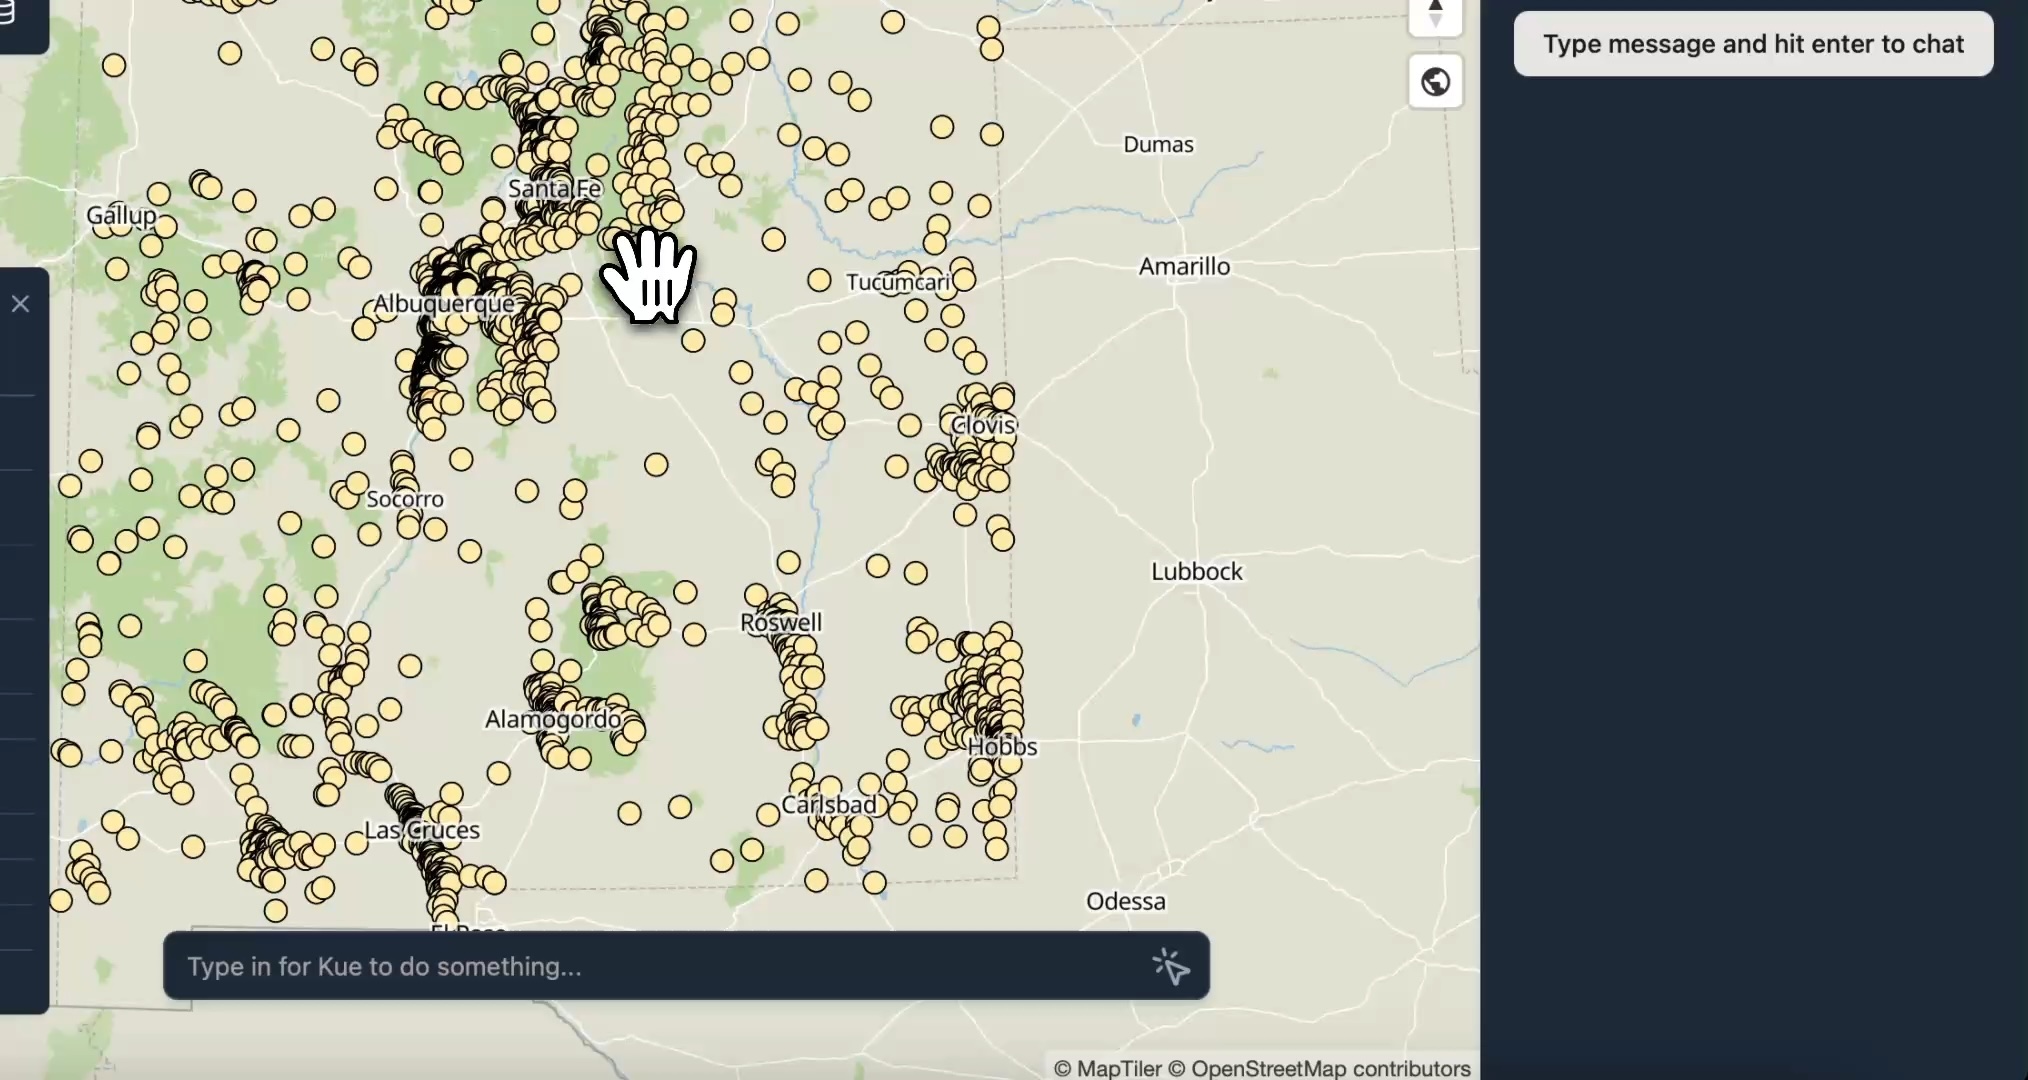 Type message and hit enter to chat
Dumas
Santa Fe
Gallup
Amarillo
Tucumcari
Albuquerque
Clovis
Socorro
Lubbock
Roswell
Alamogordo
Hobbs
Carlsbad
Las Cruces
Odessa
El Paso
Type in for Kue to do something...
© MapTiler © OpenStreetMap contributors